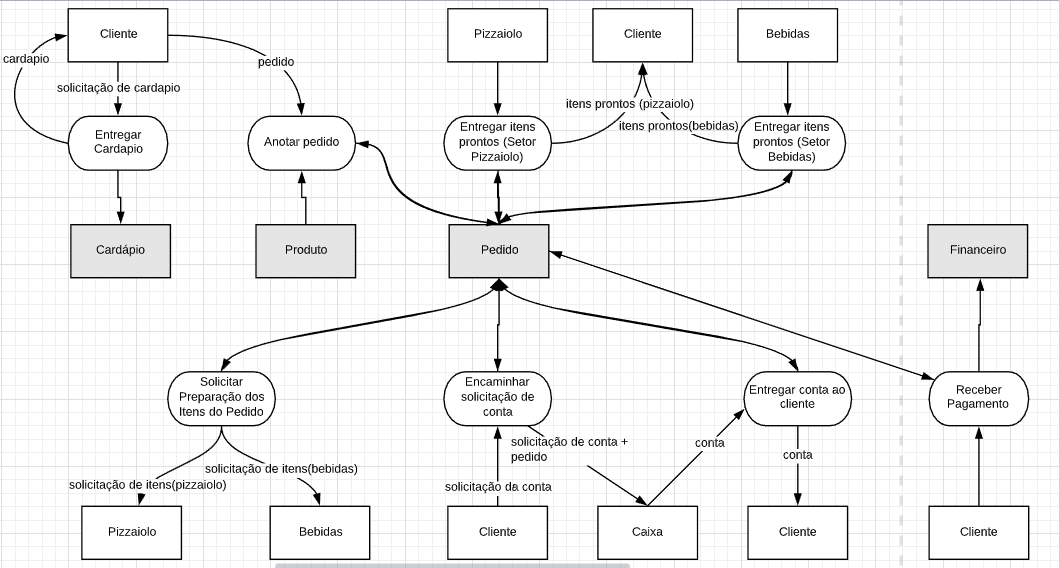 Cliente
Pizzaiolo
Cliente
Bebidas
cardapio
pedido
solicitação de cardapio
itens prontos (pizzaiolo)
itens prontos(bebidas)
Entregar
Cardapio
Anotar pedido
Entregar itens
prontos (Setor
Pizzaiolo)
Entregar itens
prontos (Setor
Bebidas)
Cardápio
Produto
Pedido
Financeiro
Solicitar
Preparação dos
Itens do Pedido
Encaminhar
solicitação de
conta
Entregar conta ao
cliente
Receber
Pagamento
solicitação de conta +
pedido
conta
conta
solicitação de itens(bebidas)
solicitação de itens(pizzaiolo)
solicitação da conta
Pizzaiolo
Bebidas
Cliente
Caixa
Cliente
Cliente